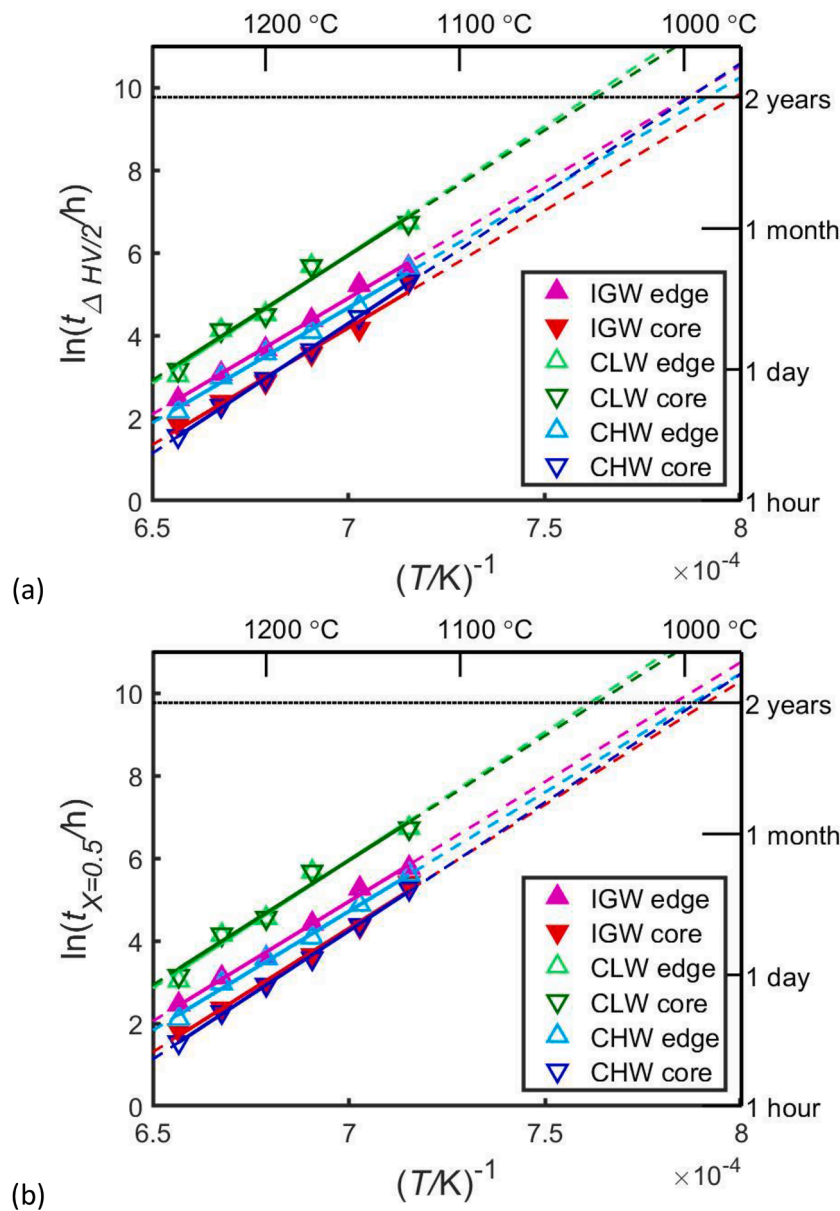 1200 °C 1100 °C 1000 °C
10
2 years
8
1 month
6
ln(t Δ HV/2/h)
IGW edge
IGW core
4
CLW edge
1 day
CLW core
2
CHW edge
CHW core
0
1 hour
6.5 7 7.5 8
(T/K)-1
×10-4
(a)
1200 °C 1100 °C 1000 °C
10
2 years
8
1 month
6
ln(tX=0.5/h)
IGW edge
IGW core
4
CLW edge
1 day
CLW core
2
CHW edge
CHW core
0
1 hour
6.5 7 7.5 8
(T/K)-1
×10-4
(b)